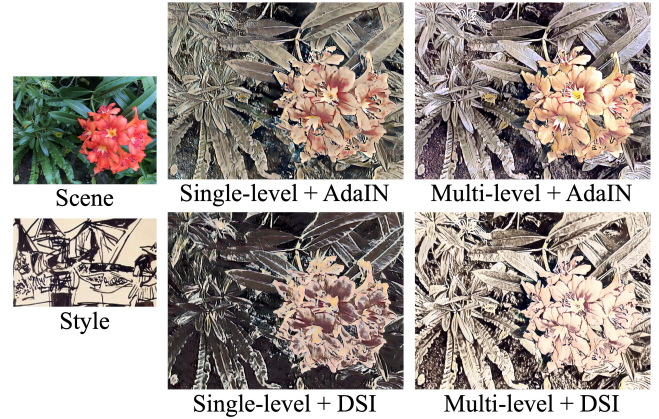 Scene
Single-level + AdaIN
Multi-level + AdaIN
Style
Single-level + DSI
Multi-level + DSI